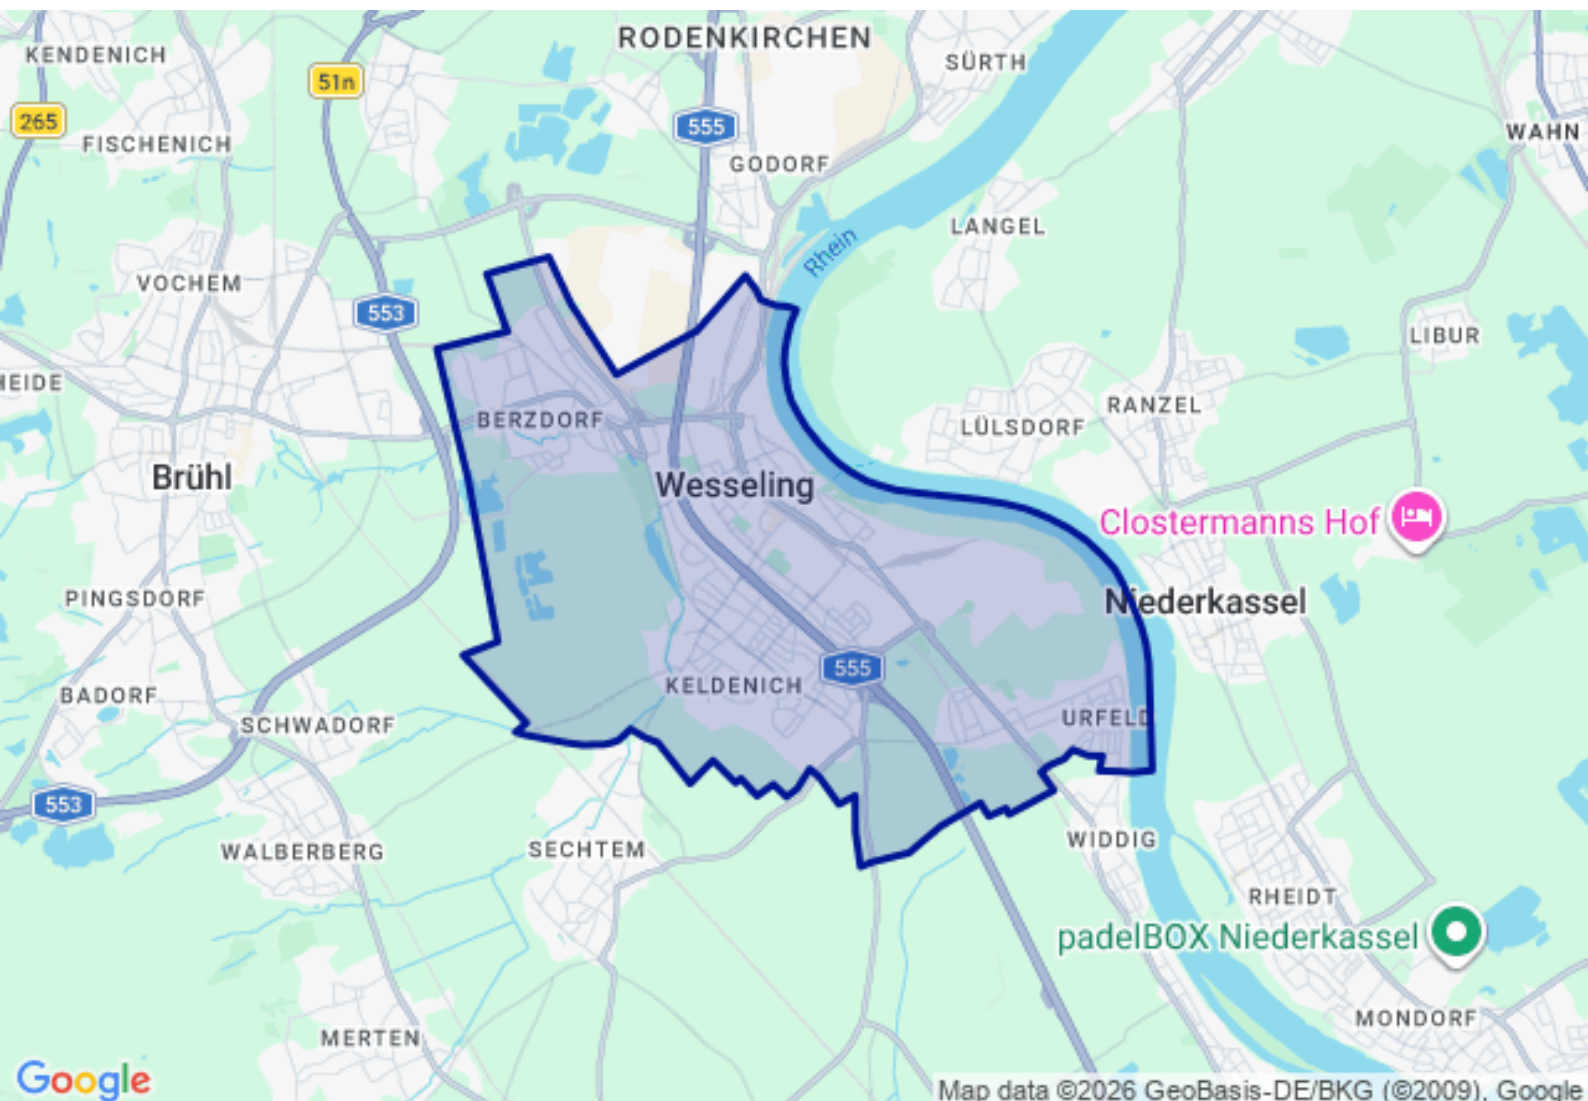 RODENKIRCHEN
KENDENICH
SÜRTH
51n
265
555
WAHN
FISCHENICH
GODORF
LANGEL
Rhein
VOCHEM
553
LIBUR
HEIDE
RANZEL
BERZDORF
LÜLSDORF
Brühl
Wesseling
Clostermanns Hof
PINGSDORF
Niederkassel
555
KELDENICH
BADORF
URFELD
SCHWADORF
553
WIDDIG
WALBERBERG
SECHTEM
RHEIDT
padelBOX Niederkassel
MONDORF
MERTEN
Google
Map data ©2026 GeoBasis-DE/BKG (©2009), Google